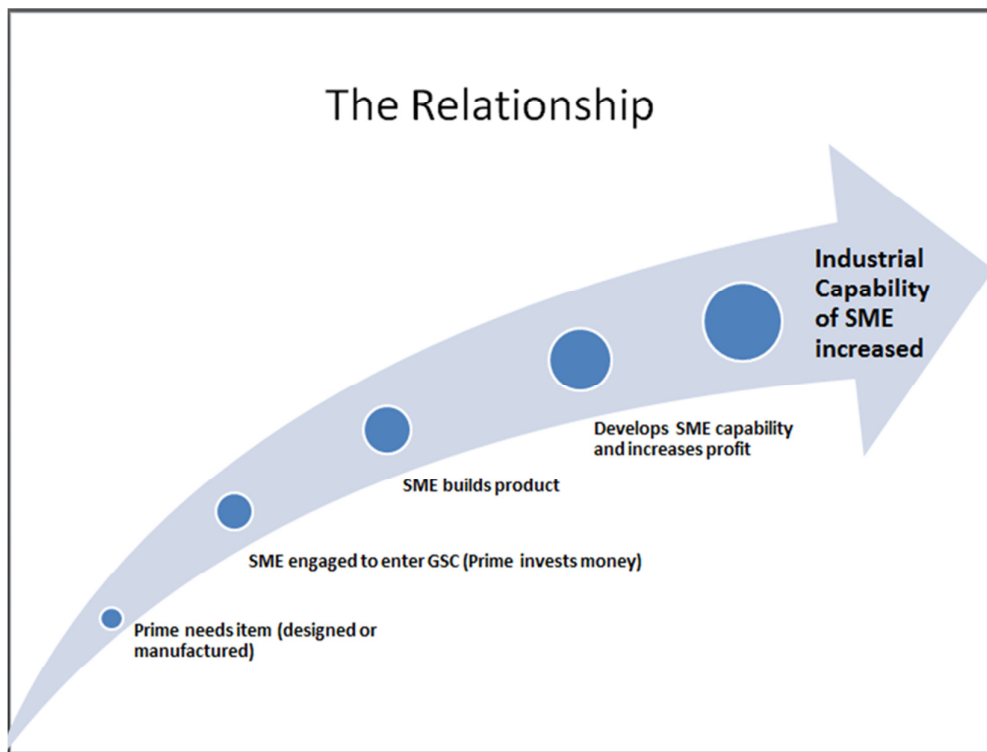 The Relationship
Industrial
Capability
of SME
increased
Develops SME capability
and increases profit
SME builds product
SME engaged to enter GSC (Prime invests money)
Prime needs item (designed or
manufactured)